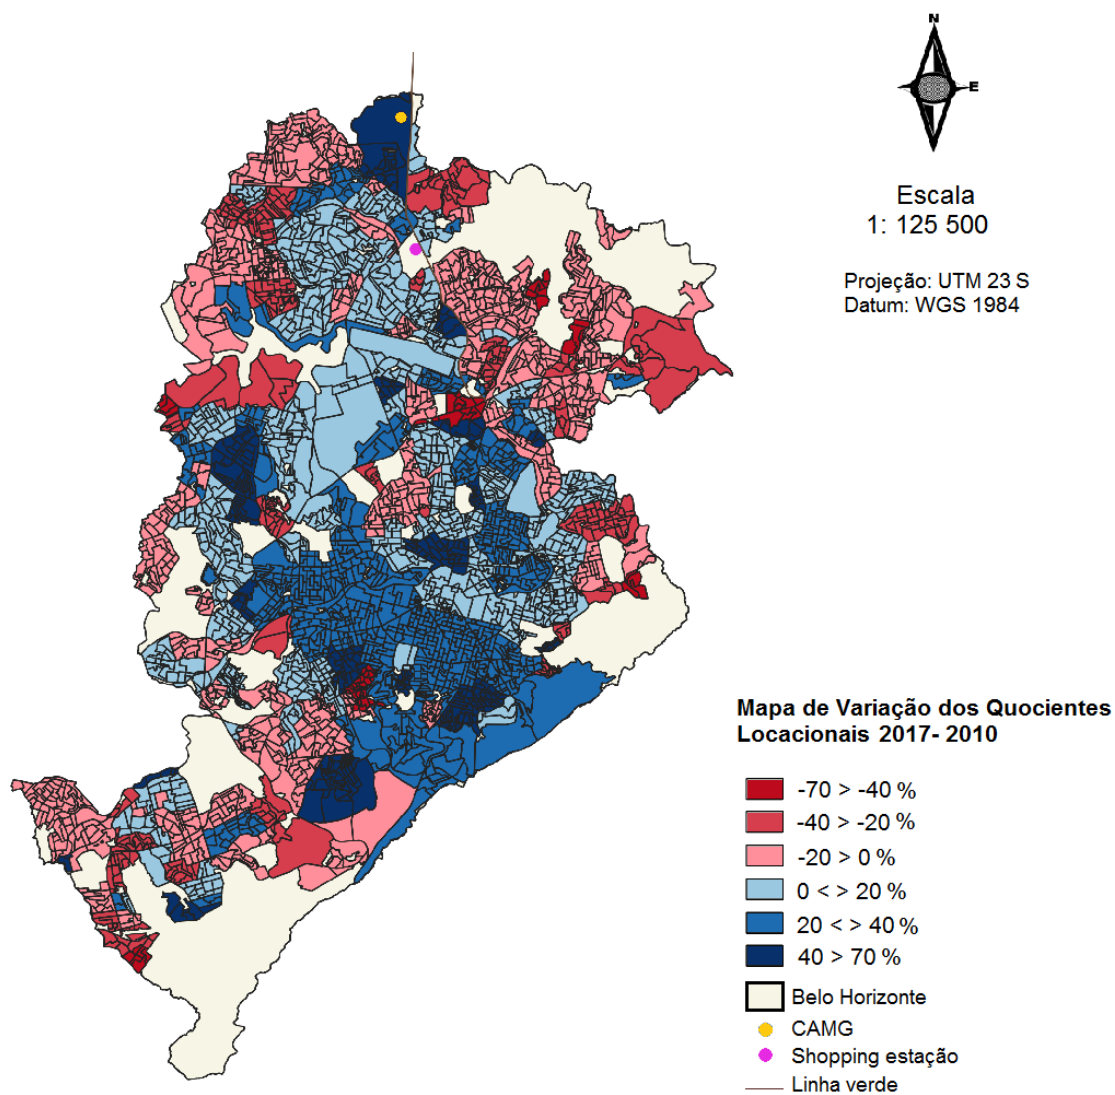 N
E
Escala
1: 125 500
Projeção: UTM 23 S
Datum: WGS 1984
Mapa de Variação dos Quocientes
Locacionais 2017- 2010
-70 > -40 %
-40 > -20 %
-20 > 0 %
0 < > 20 %
20 < > 40 %
40 > 70 %
Belo Horizonte
CAMG
Shopping estação
Linha verde